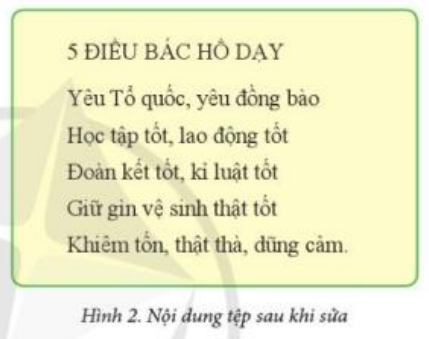 5 ĐIỀU BÁC HỒ DẠY
Yêu Tổ quốc, yêu đồng bào
Học tập tốt, lao động tốt
Đoàn kết tốt, kỉ luật tốt
Giữ gìn vệ sinh thật tốt
Khiêm tốn, thật thà, dũng cảm.
Hình 2. Nội dung tệp sau khi sửa